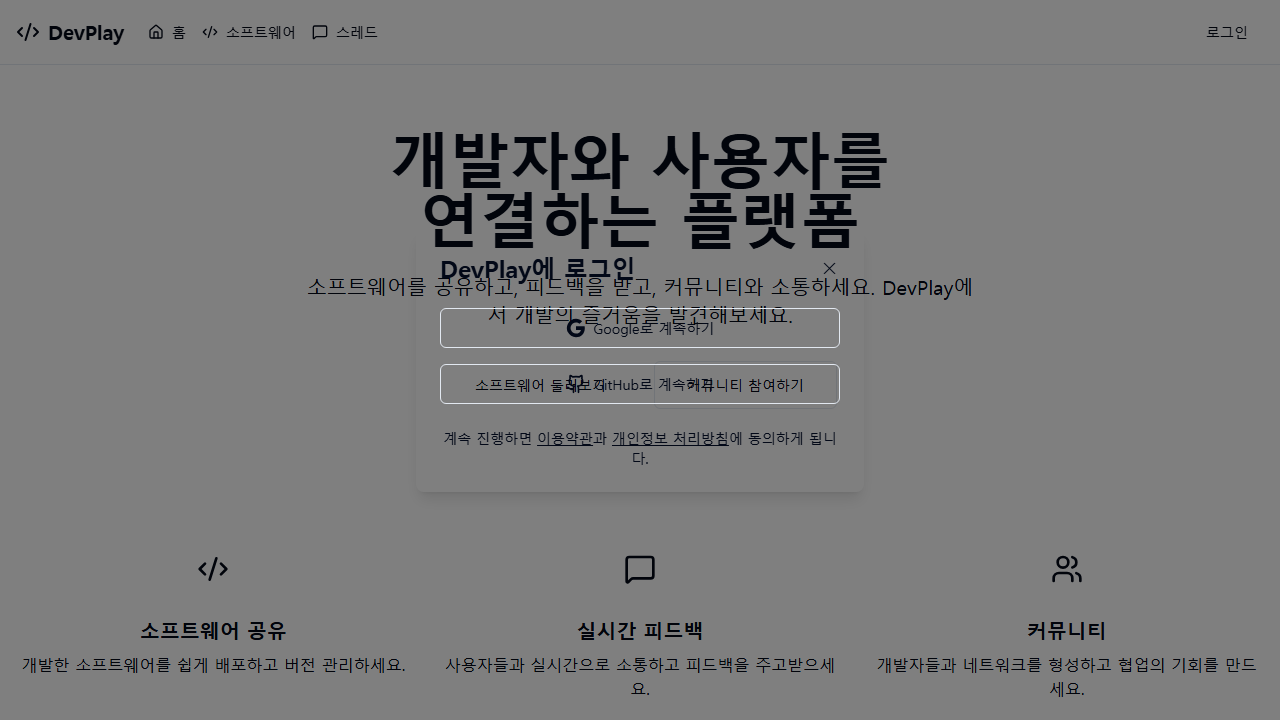 DevPlay
홈
소프트웨어
스레드
로그인
개발자와 사용자를
연결하는 플랫폼
DevPlay에 로그인
소프트웨어를 공유하고, 피드백을 받고, 커뮤니티와 소통하세요. DevPlay에
서 개발의 즐거움을 발견해보세요.
Google로 계속하기
소프트웨어 둘러보기
GitHub로 계속하기
커뮤니티 참여하기
계속 진행하면 이용약관과 개인정보 처리방침에 동의하게 됩니
다.
소프트웨어 공유
개발한 소프트웨어를 쉽게 배포하고 버전 관리하세요.
실시간 피드백
사용자들과 실시간으로 소통하고 피드백을 주고받으세
요.
커뮤니티
개발자들과 네트워크를 형성하고 협업의 기회를 만드
세요.